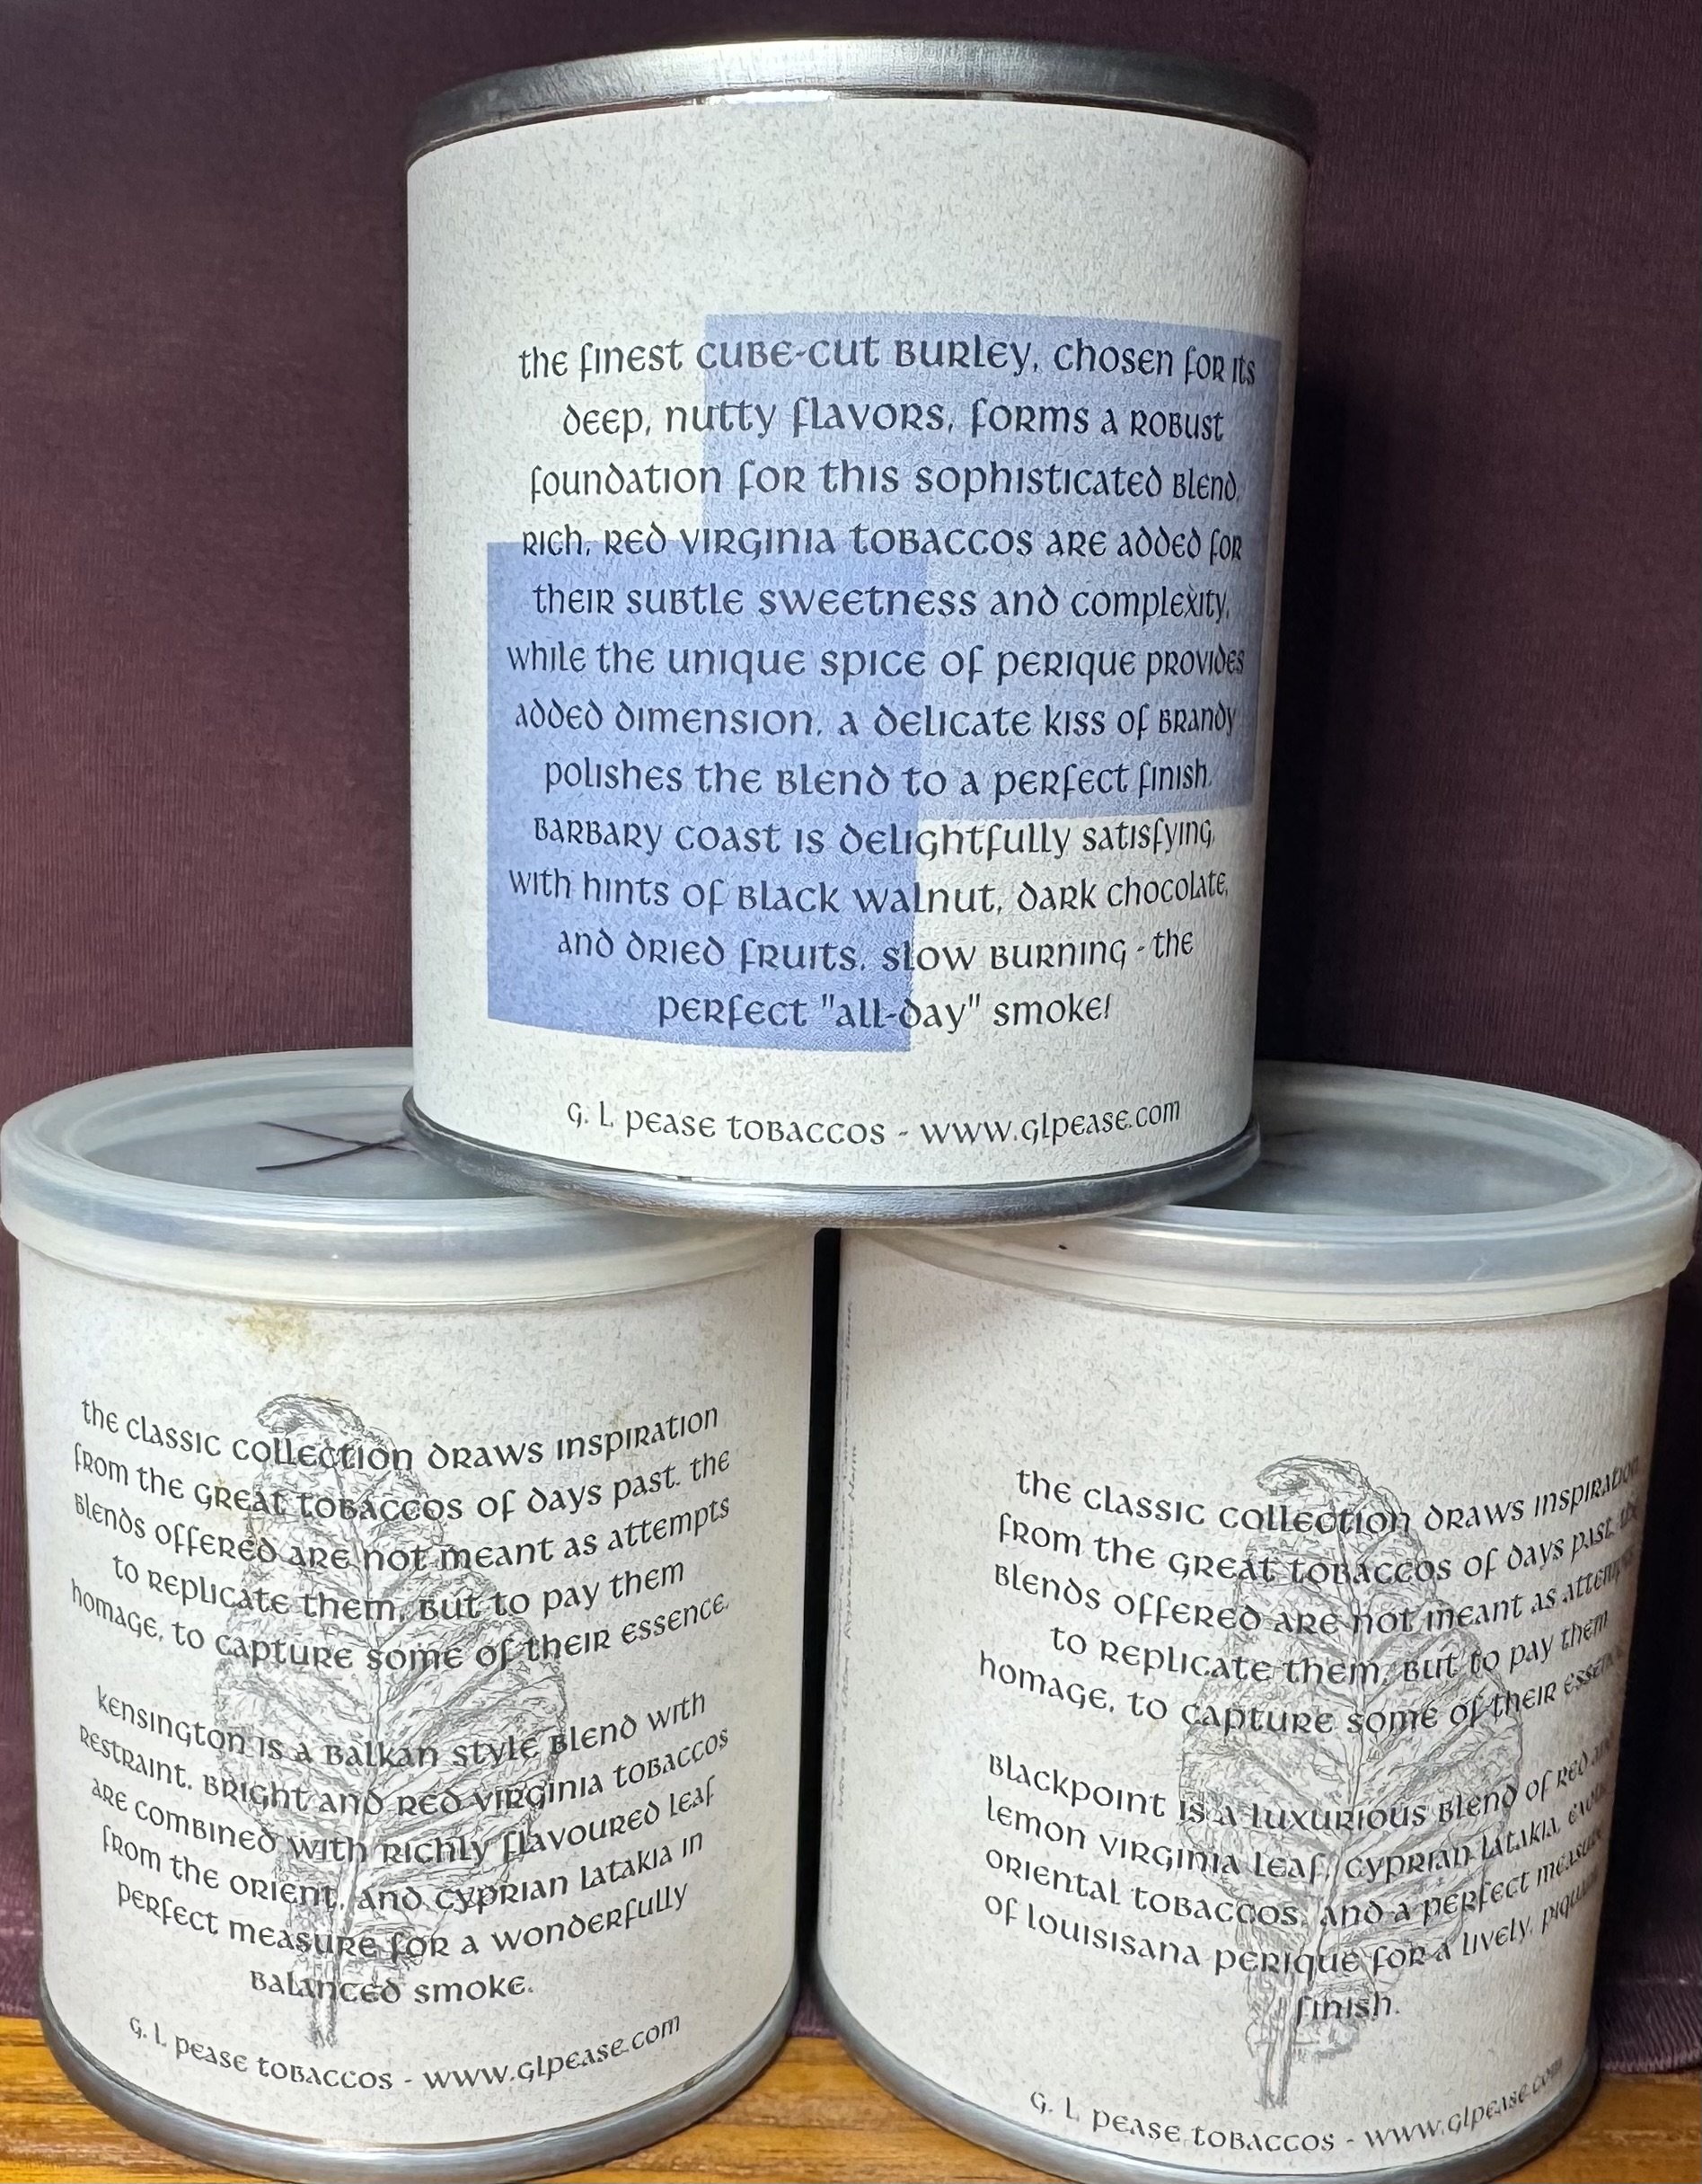 the finest cube-cut burley, chosen for its
deep, nutty flavors, forms a robust
foundation for this sophisticated blend.
rich, red virginia tobaccos are added for
their subtle sweetness and complexity,
while the unique spice of perique provides
added dimension. a delicate kiss of brandy
polishes the blend to a perfect finish.
barbary coast is delightfully satisfying,
with hints of black walnut, dark chocolate,
and dried fruits. slow burning - the
perfect "all-day" smoke!
g. l. pease tobaccos - www.glpease.com
the classic collection draws inspiration
from the great tobaccos of days past. the
blends offered are not meant as attempts
to replicate them, but to pay them
homage, to capture some of their essence.
kensington is a balkan style blend with
restraint. bright and red virginia tobaccos
are combined with richly flavoured leaf
from the orient, and cyprian latakia in
perfect measure for a wonderfully
balanced smoke.
g. l. pease tobaccos - www.glpease.com
the classic collection draws inspiration
from the great tobaccos of days past. the
blends offered are not meant as
to replicate them, but to pay them
homage, to capture some of their
blackpoint is a luxurious blend of red and
lemon virginia leaf, cyprian latakia,
oriental tobaccos, and a perfect
of louisisana perique for a lively,
finish.
g. l. pease tobaccos - www.glpease.com